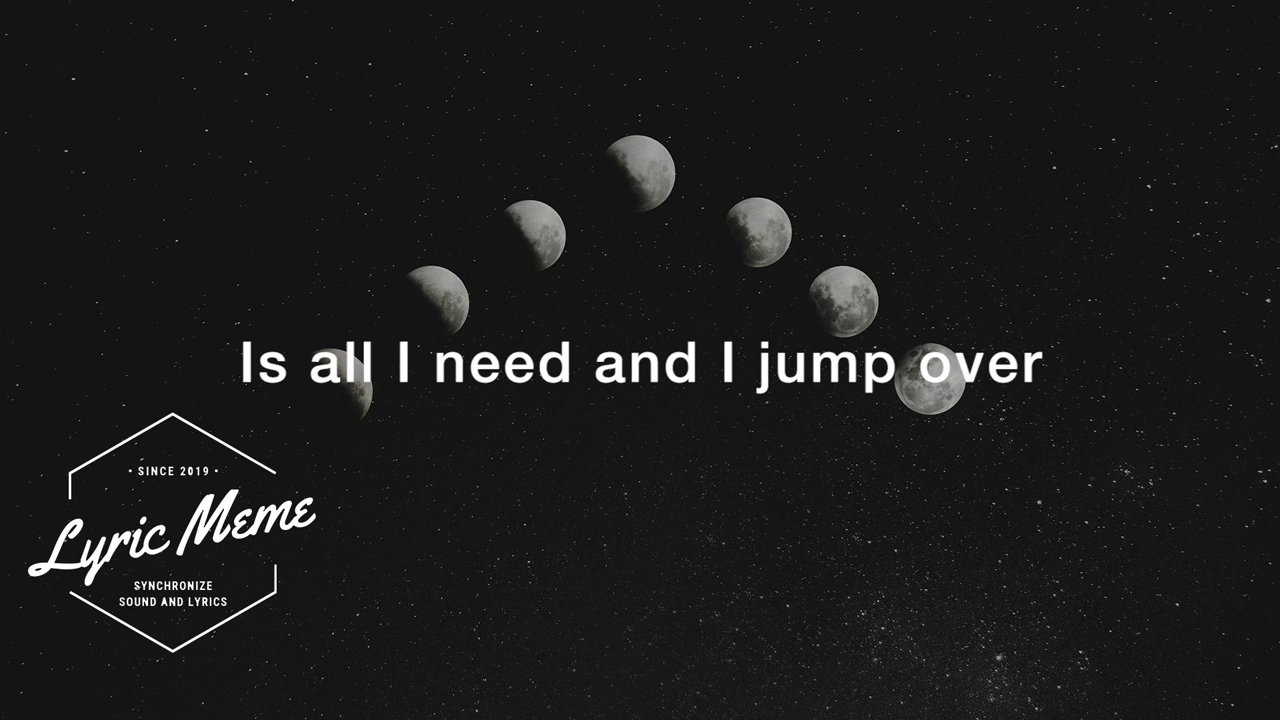 Is all I need and I jump over
• SINCE 2019 •
Lyric Meme
SYNCHRONIZE
SOUND AND LYRICS